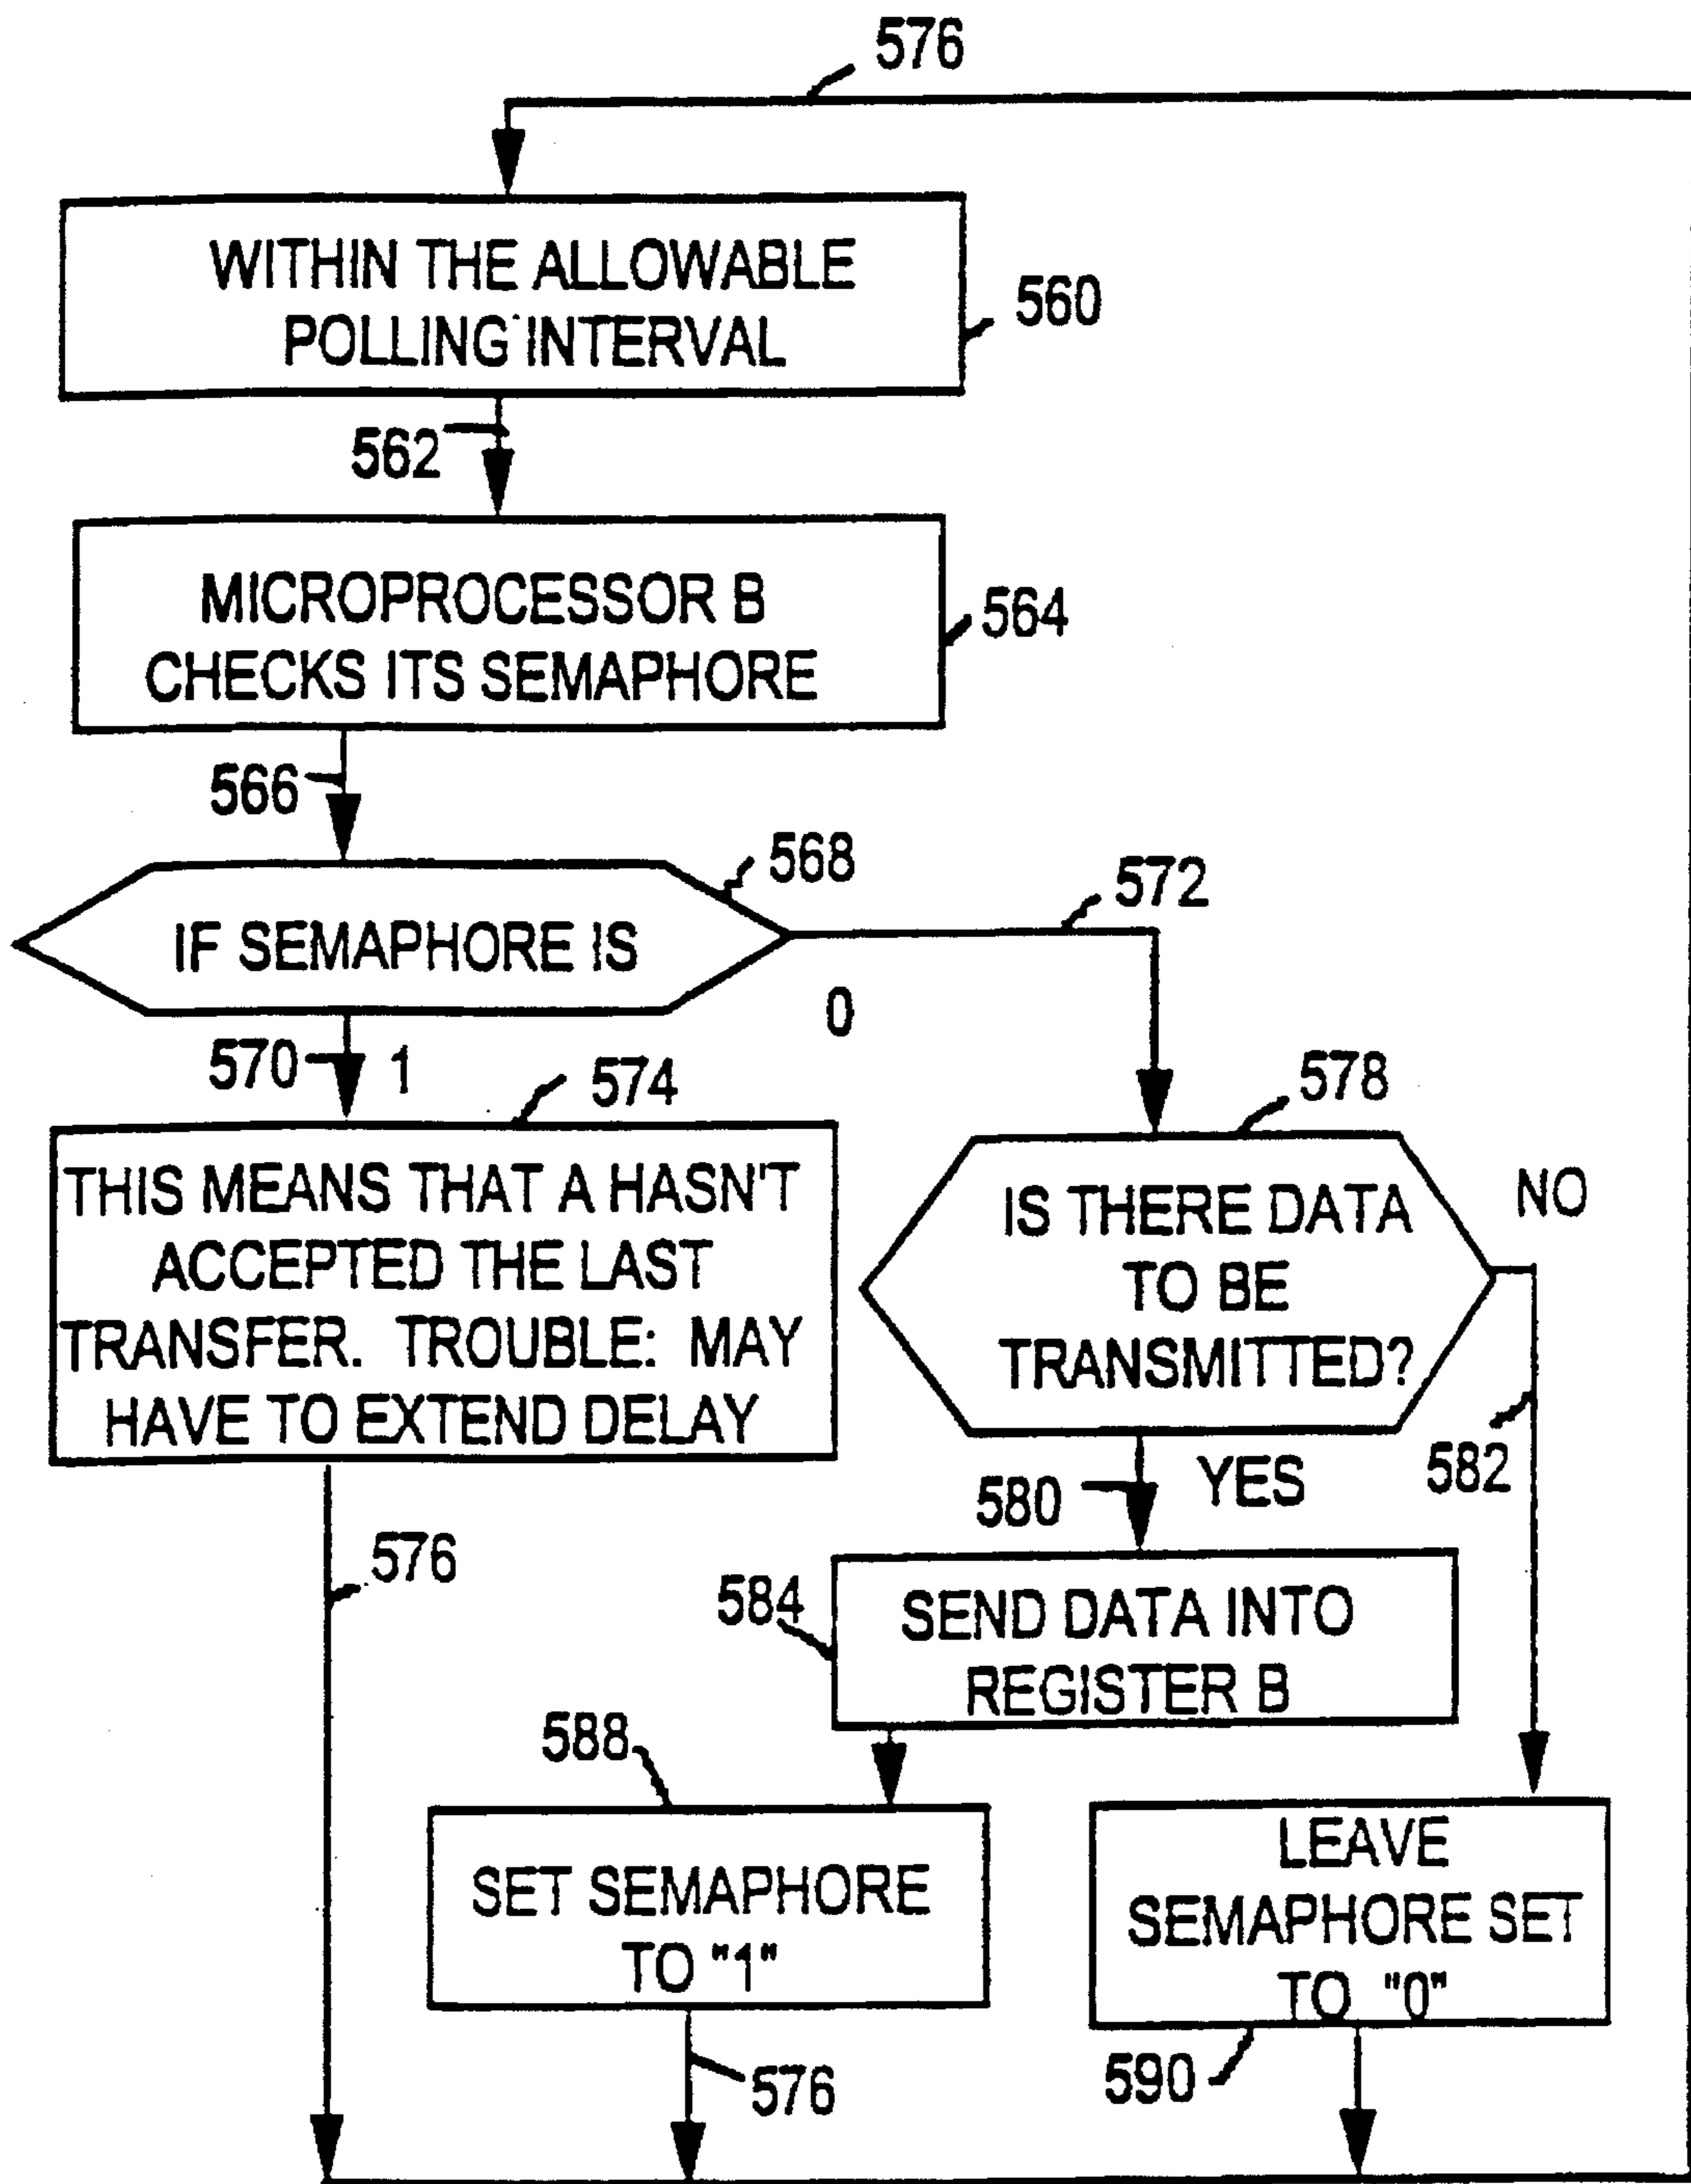 576
WITHIN THE ALLOWABLE
POLLING INTERVAL
560
562
MICROPROCESSOR B
CHECKS ITS SEMAPHORE
564
566
568
IF SEMAPHORE IS
572
0
570
1
574
THIS MEANS THAT A HASN'T
ACCEPTED THE LAST
TRANSFER. TROUBLE: MAY
HAVE TO EXTEND DELAY
578
IS THERE DATA
TO BE
TRANSMITTED?
NO
582
580
YES
576
584
SEND DATA INTO
REGISTER B
588
SET SEMAPHORE
TO "1"
576
LEAVE
SEMAPHORE SET
TO "0"
590